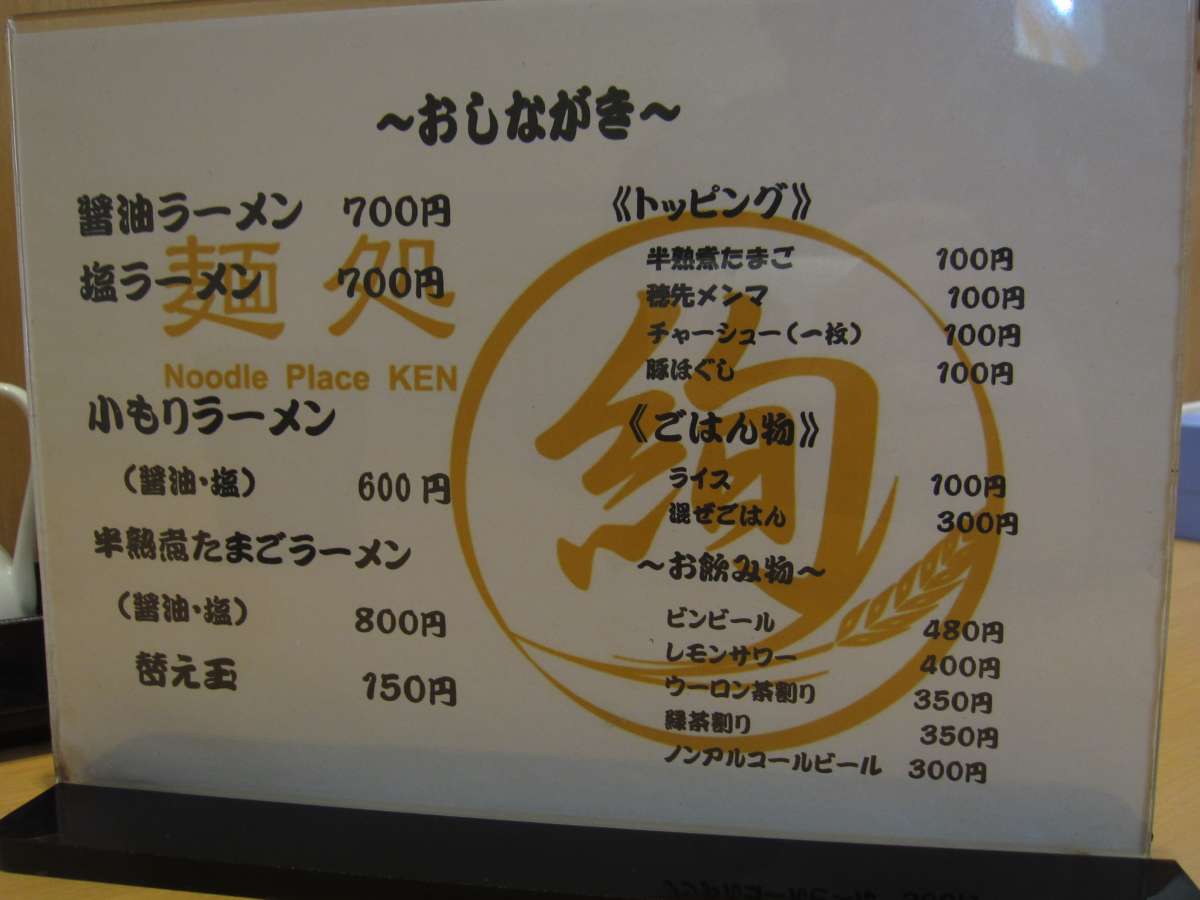 ～おしながき～
醤油ラーメン 700円
塩ラーメン 700円
麺処
Noodle Place KEN
小もりラーメン
（醤油・塩） 600円
半熟煮たまごラーメン
（醤油・塩） 800円
替え玉 150円
絢
《トッピング》
半熟煮たまご 100円
穂先メンマ 100円
チャーシュー（一枚） 100円
豚ほぐし 100円
《ごはん物》
ライス 100円
混ぜごはん 300円
～お飲み物～
ビンビール 480円
レモンサワー 400円
ウーロン茶割り 350円
緑茶割り 350円
ノンアルコールビール 300円